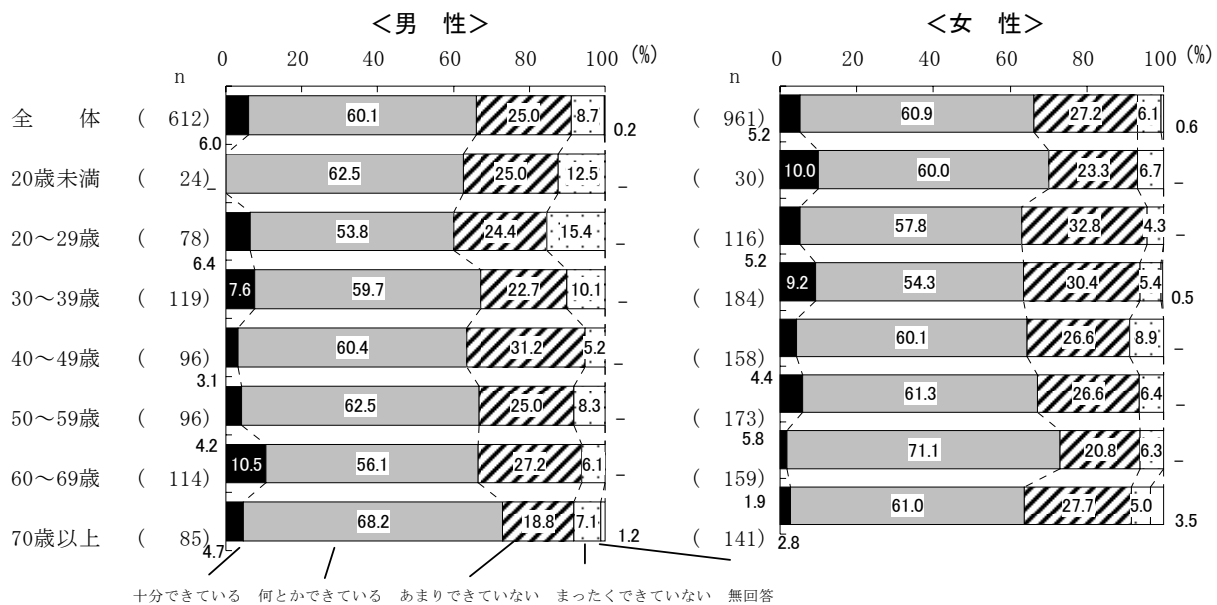 ＜男　性＞ ＜女　性＞
0 20 40 60 80 100 (%) 0 20 40 60 80 100 (%)
n n
全　体 ( 612) 6.0 60.1 25.0 8.7 0.2 ( 961) 5.2 60.9 27.2 6.1 0.6
20歳未満 ( 24) － 62.5 25.0 12.5 － ( 30) 10.0 60.0 23.3 6.7 －
20～29歳 ( 78) 6.4 53.8 24.4 15.4 － ( 116) 5.2 57.8 32.8 4.3 －
30～39歳 ( 119) 7.6 59.7 22.7 10.1 － ( 184) 9.2 54.3 30.4 5.4 0.5
40～49歳 ( 96) 3.1 60.4 31.2 5.2 － ( 158) 4.4 60.1 26.6 8.9 －
50～59歳 ( 96) 4.2 62.5 25.0 8.3 － ( 173) 5.8 61.3 26.6 6.4 －
60～69歳 ( 114) 10.5 56.1 27.2 6.1 － ( 159) 1.9 71.1 20.8 6.3 －
70歳以上 ( 85) 4.7 68.2 18.8 7.1 1.2 ( 141) 2.8 61.0 27.7 5.0 3.5
十分できている 何とかできている あまりできていない まったくできていない 無回答